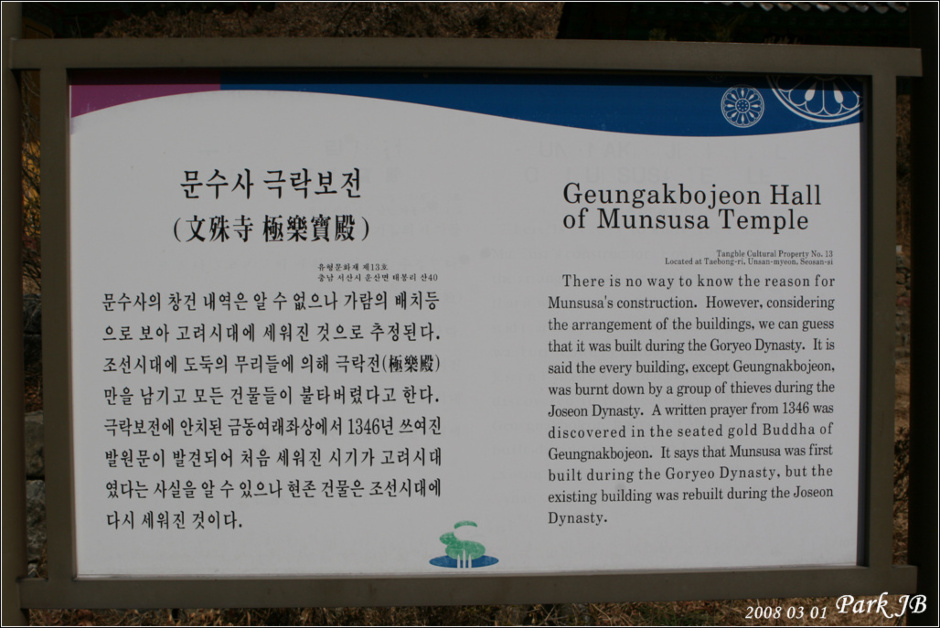 문수사 극락보전
(文殊寺 極樂寶殿)
유형문화재 제13호
충남 서산시 운산면 태봉리 산40
문수사의 창건 내역은 알 수 없으나 가람의 배치등
으로 보아 고려시대에 세워진 것으로 추정된다.
조선시대에 도둑의 무리들에 의해 극락전(極樂殿)
만을 남기고 모든 건물들이 불타버렸다고 한다.
극락보전에 안치된 금동여래좌상에서 1346년 쓰여진
발원문이 발견되어 처음 세워진 시기가 고려시대
였다는 사실을 알 수 있으나 현존 건물은 조선시대에
다시 세워진 것이다.
Geungakbojeon Hall
of Munsusa Temple
Tangble Cultural Property No. 13
Located at Taebong-ri, Unsan-myeon, Seosan-si
There is no way to know the reason for
Munsusa's construction. However, considering
the arrangement of the buildings, we can guess
that it was built during the Goryeo Dynasty. It is
said the every building, except Geungnakbojeon,
was burnt down by a group of thieves during the
Joseon Dynasty. A written prayer from 1346 was
discovered in the seated gold Buddha of
Geungnakbojeon. It says that Munsusa was first
built during the Goryeo Dynasty, but the
existing building was rebuilt during the Joseon
Dynasty.
2008 03 01 Park JB